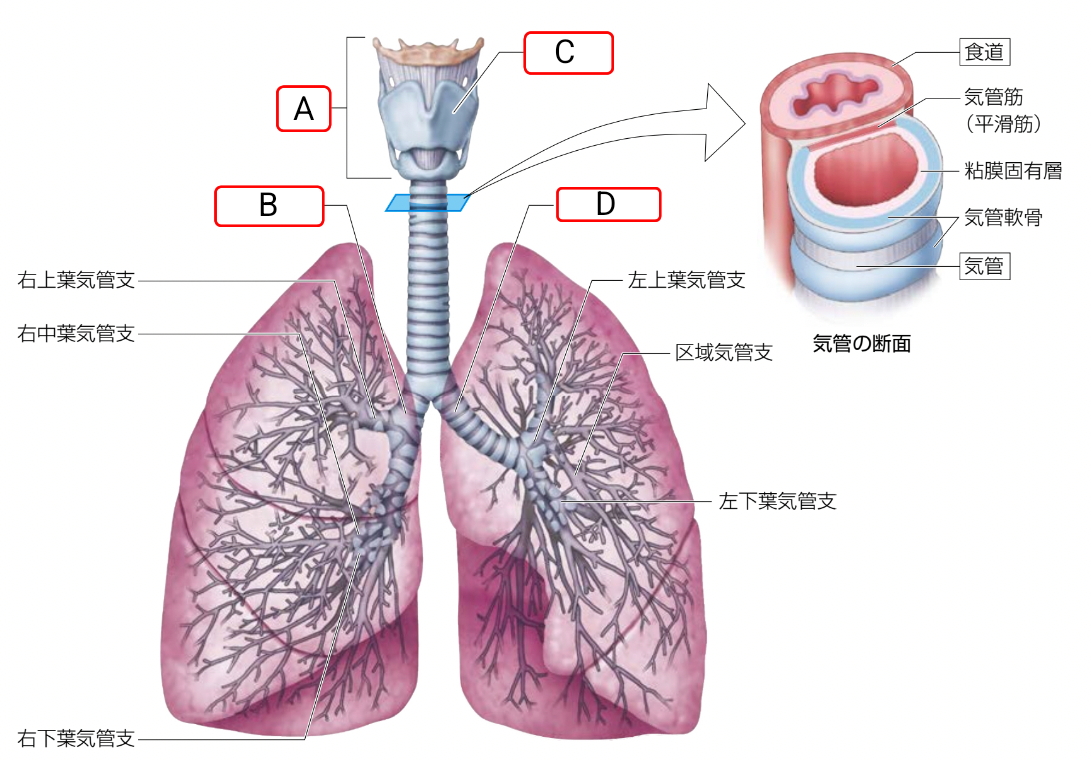 C
A
B
D
食道
気管筋
（平滑筋）
粘膜固有層
気管軟骨
気管
気管の断面
右上葉気管支
右中葉気管支
左上葉気管支
区域気管支
左下葉気管支
右下葉気管支